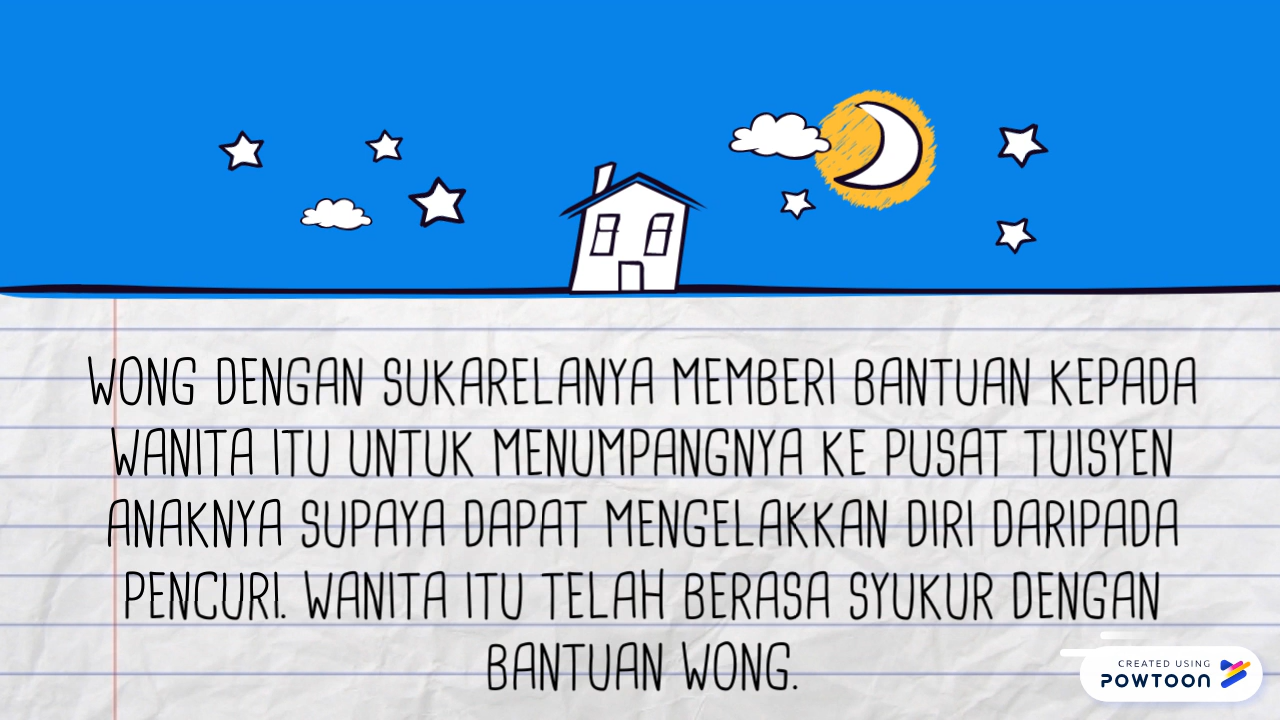 WONG DENGAN SUKARELANYA MEMBERI BANTUAN KEPADA
WANITA ITU UNTUK MENUMPANGNYA KE PUSAT TUISYEN
ANAKNYA SUPAYA DAPAT MENGELAKKAN DIRI DARIPADA
PENCURI. WANITA ITU TELAH BERASA SYUKUR DENGAN
BANTUAN WONG.
CREATED USING
POWTOON